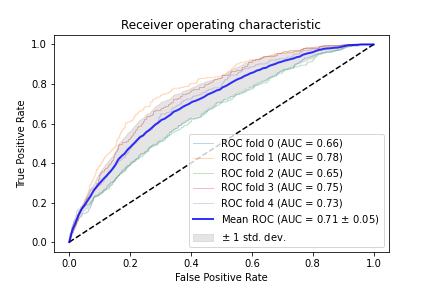 Receiver operating characteristic
True Positive Rate
1.0
0.8
0.6
0.4
0.2
0.0
ROC fold 0 (AUC = 0.66)
ROC fold 1 (AUC = 0.78)
ROC fold 2 (AUC = 0.65)
ROC fold 3 (AUC = 0.75)
ROC fold 4 (AUC = 0.73)
Mean ROC (AUC = 0.71 ± 0.05)
± 1 std. dev.
0.0 0.2 0.4 0.6 0.8 1.0
False Positive Rate